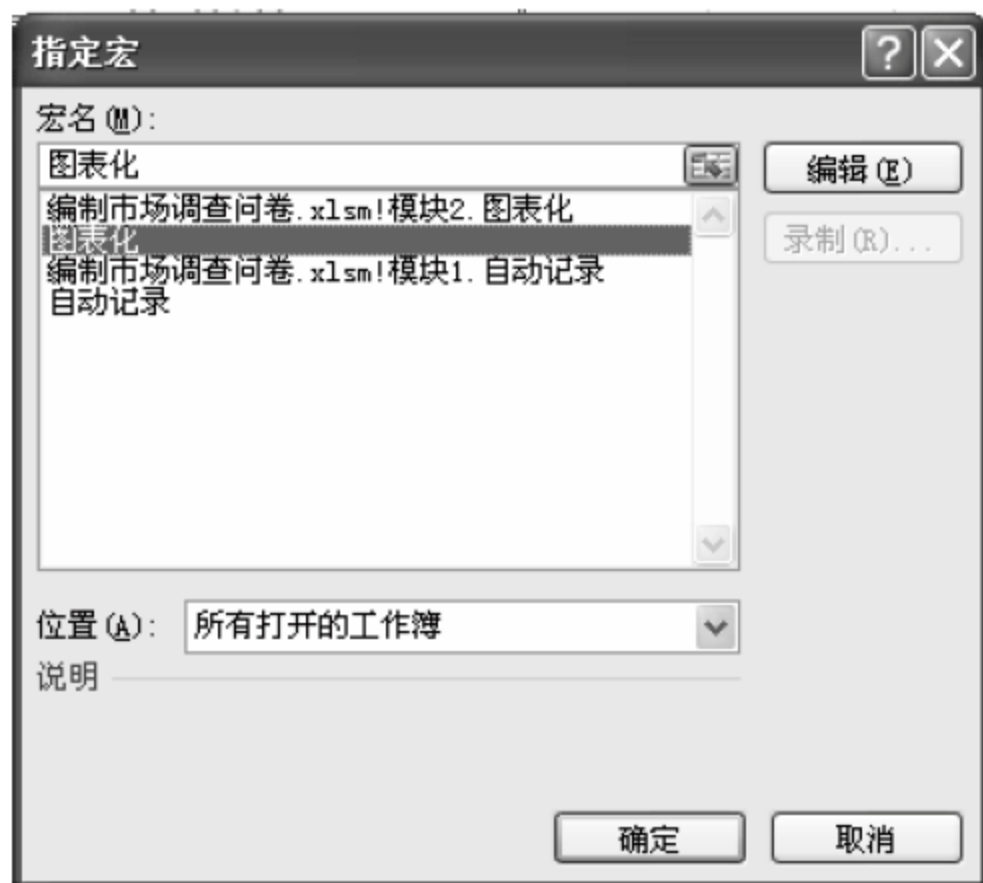 指定宏
宏名(M):
图表化
编辑(E)
编制市场调查问卷.xlsm!模块2.图表化
图表化
录制(R)...
编制市场调查问卷.xlsm!模块1.自动记录
自动记录
位置(A): 所有打开的工作簿
说明
确定 取消